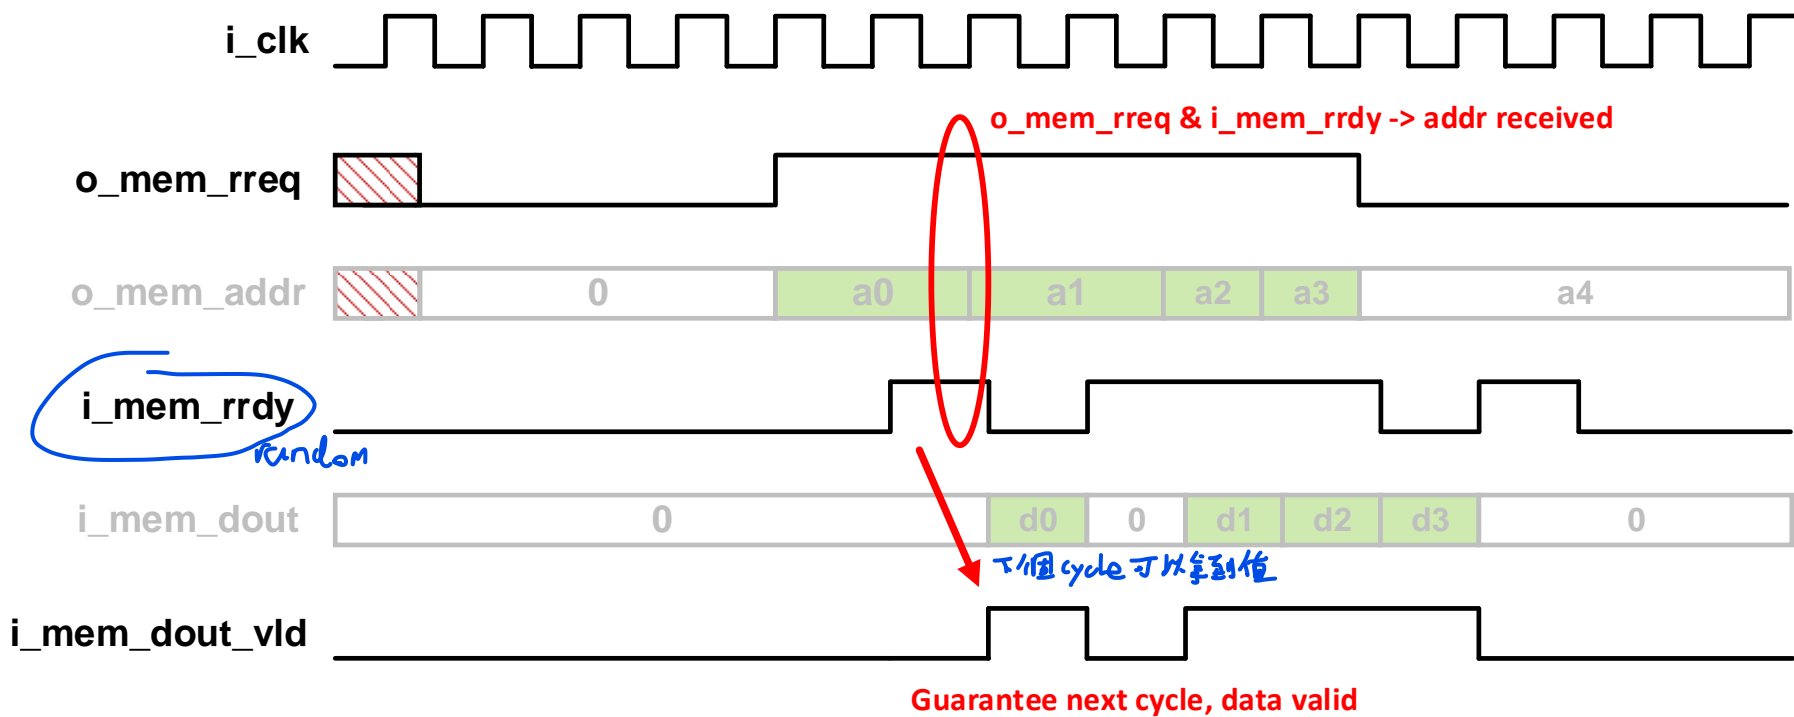 i_clk
o_mem_rreq & i_mem_rrdy -> addr received
o_mem_rreq
o_mem_addr 0 a0 a1 a2 a3 a4
i_mem_rrdy
random
i_mem_dout 0 d0 0 d1 d2 d3 0
下個cycle可以拿到值
i_mem_dout_vld
Guarantee next cycle, data valid